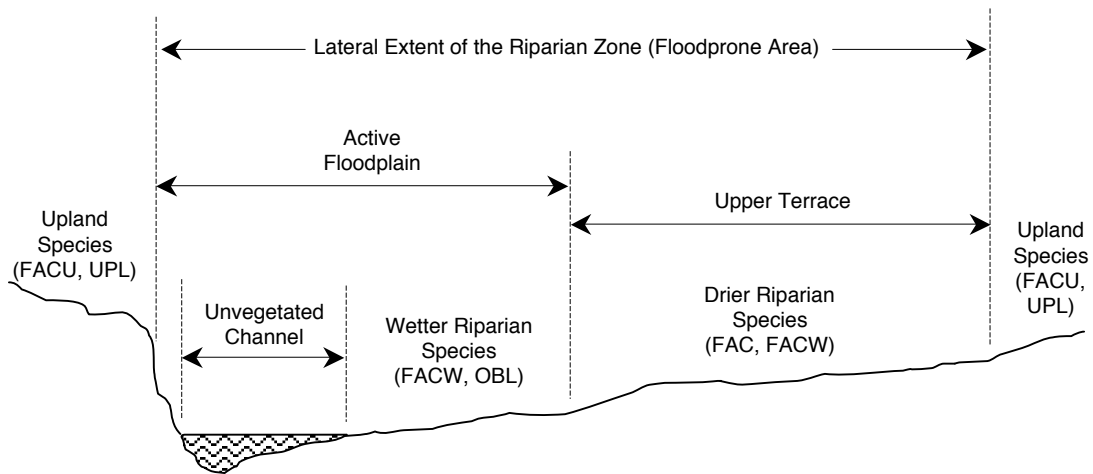 Lateral Extent of the Riparian Zone (Floodprone Area)
Active
Floodplain
Upper Terrace
Upland
Species
(FACU, UPL)
Unvegetated
Channel
Wetter Riparian
Species
(FACW, OBL)
Drier Riparian
Species
(FAC, FACW)
Upland
Species
(FACU,
UPL)